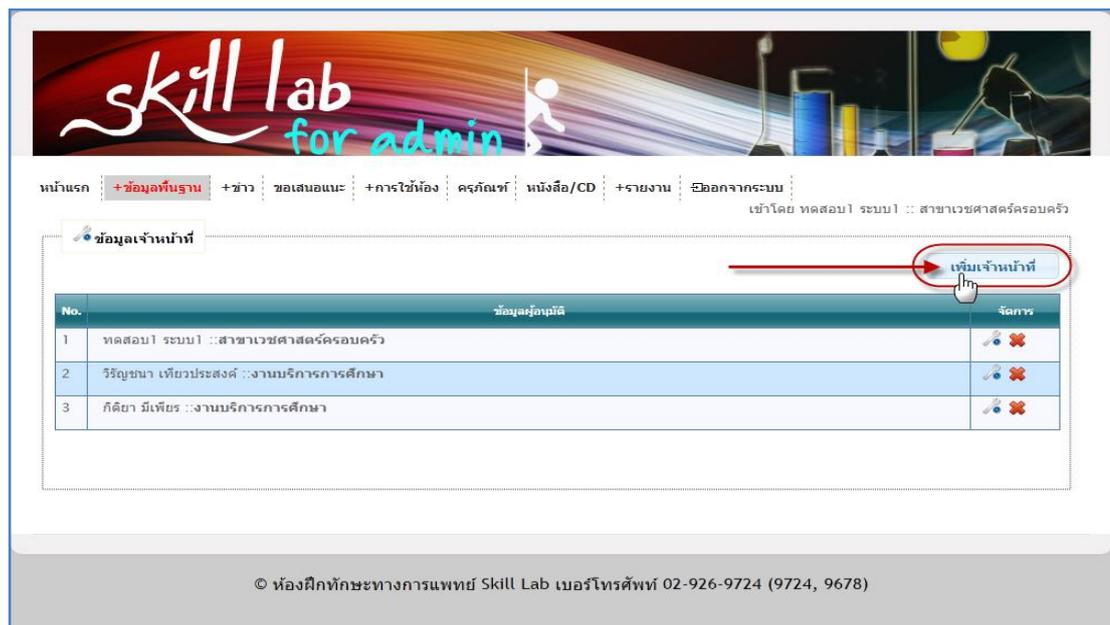 skill lab
for admin
หน้าแรก +ข้อมูลพื้นฐาน +ข่าว ขอเสนอแนะ +การใช้ห้อง ครุภัณฑ์ หนังสือ/CD +รายงาน ออกจากระบบ
เข้าโดย ทดสอบ1 ระบบ1 :: สาขาเวชศาสตร์ครอบครัว
ข้อมูลเจ้าหน้าที่
เพิ่มเจ้าหน้าที่
No. ข้อมูลผู้อนุมัติ จัดการ
1 ทดสอบ1 ระบบ1 ::สาขาเวชศาสตร์ครอบครัว
2 วิรัญชนา เทียวประสงค์ ::งานบริการการศึกษา
3 กิติยา มีเพียร ::งานบริการการศึกษา
© ห้องฝึกทักษะทางการแพทย์ Skill Lab เบอร์โทรศัพท์ 02-926-9724 (9724, 9678)